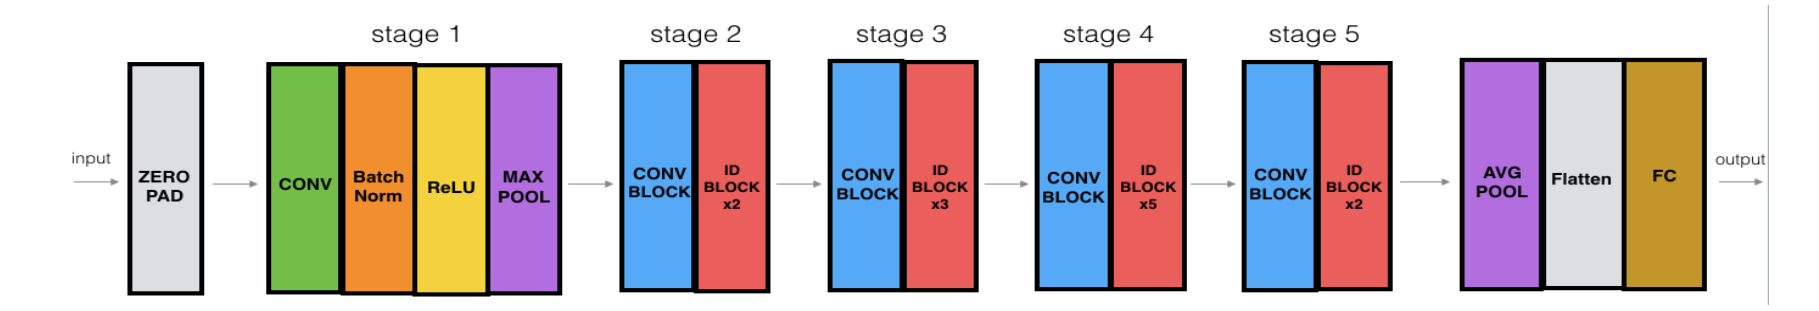 stage 1
stage 2
stage 3
stage 4
stage 5
input
ZERO
PAD
CONV
Batch
Norm
ReLU
MAX
POOL
CONV
BLOCK
ID
BLOCK
x2
CONV
BLOCK
ID
BLOCK
x3
CONV
BLOCK
ID
BLOCK
x5
CONV
BLOCK
ID
BLOCK
x2
AVG
POOL
Flatten
FC
output